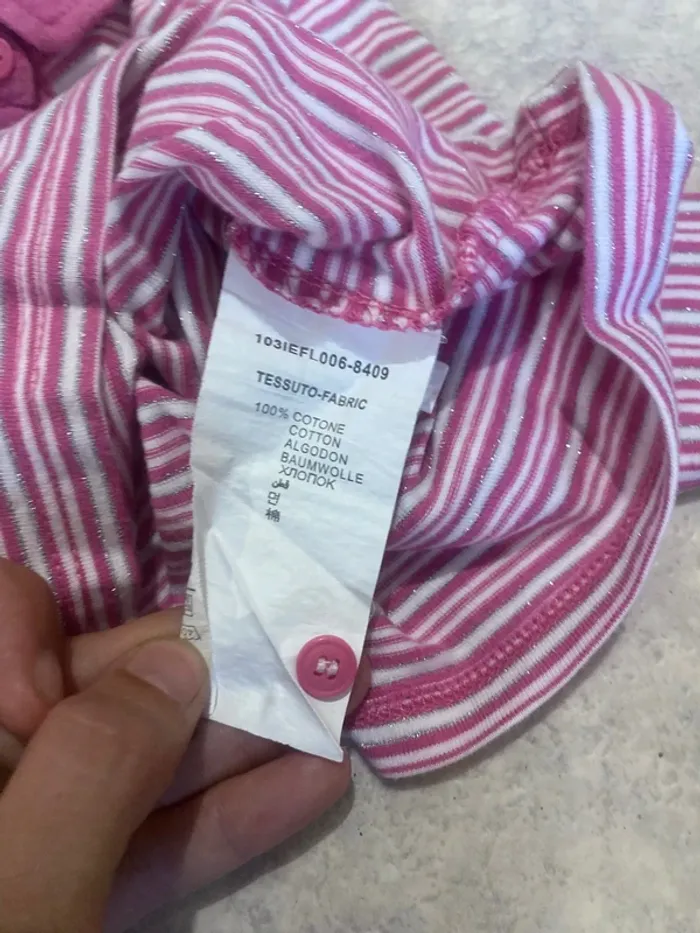 103IEFL006-8409
TESSUTO-FABRIC
100% COTONE
COTTON
ALGODON
BAUMWOLLE
ХЛОПОК
قطن
면
棉